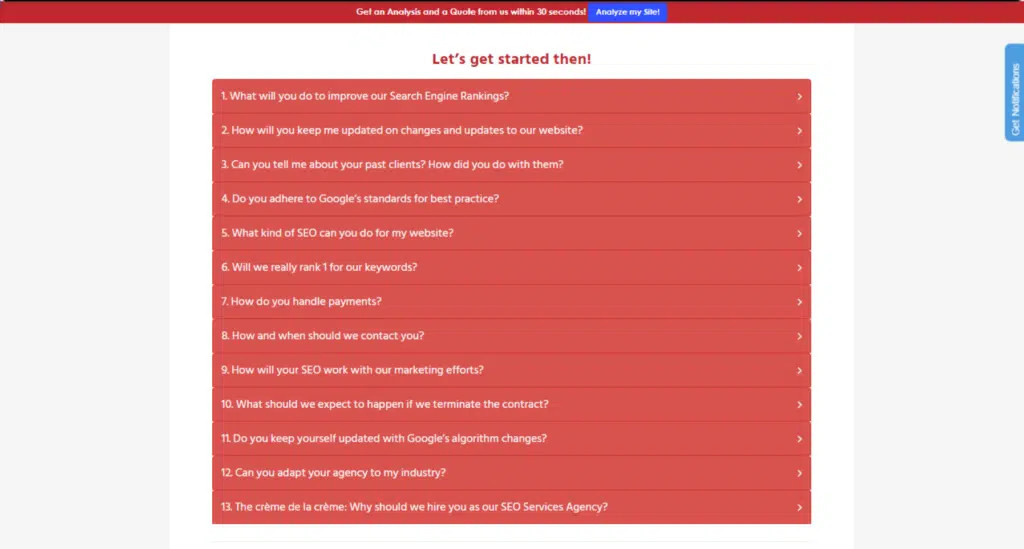 Get an Analysis and a Quote from us within 30 seconds! Analyze my Site!
Let's get started then!
Get Notifications
1. What will you do to improve our Search Engine Rankings?
2. How will you keep me updated on changes and updates to our website?
3. Can you tell me about your past clients? How did you do with them?
4. Do you adhere to Google's standards for best practice?
5. What kind of SEO can you do for my website?
6. Will we really rank 1 for our keywords?
7. How do you handle payments?
8. How and when should we contact you?
9. How will your SEO work with our marketing efforts?
10. What should we expect to happen if we terminate the contract?
11. Do you keep yourself updated with Google's algorithm changes?
12. Can you adapt your agency to my industry?
13. The crème de la crème: Why should we hire you as our SEO Services Agency?